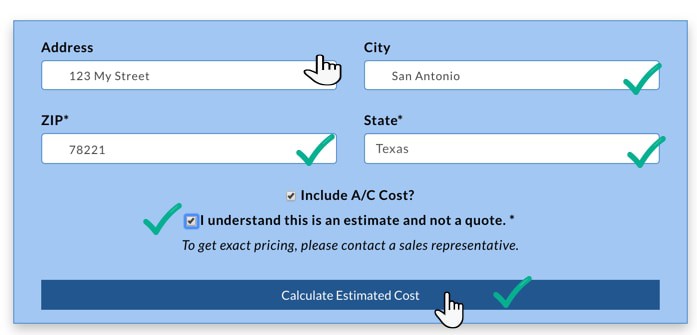 Address
City
123 My Street
San Antonio
ZIP*
State*
78221
Texas
Include A/C Cost?
I understand this is an estimate and not a quote. *
To get exact pricing, please contact a sales representative.
Calculate Estimated Cost